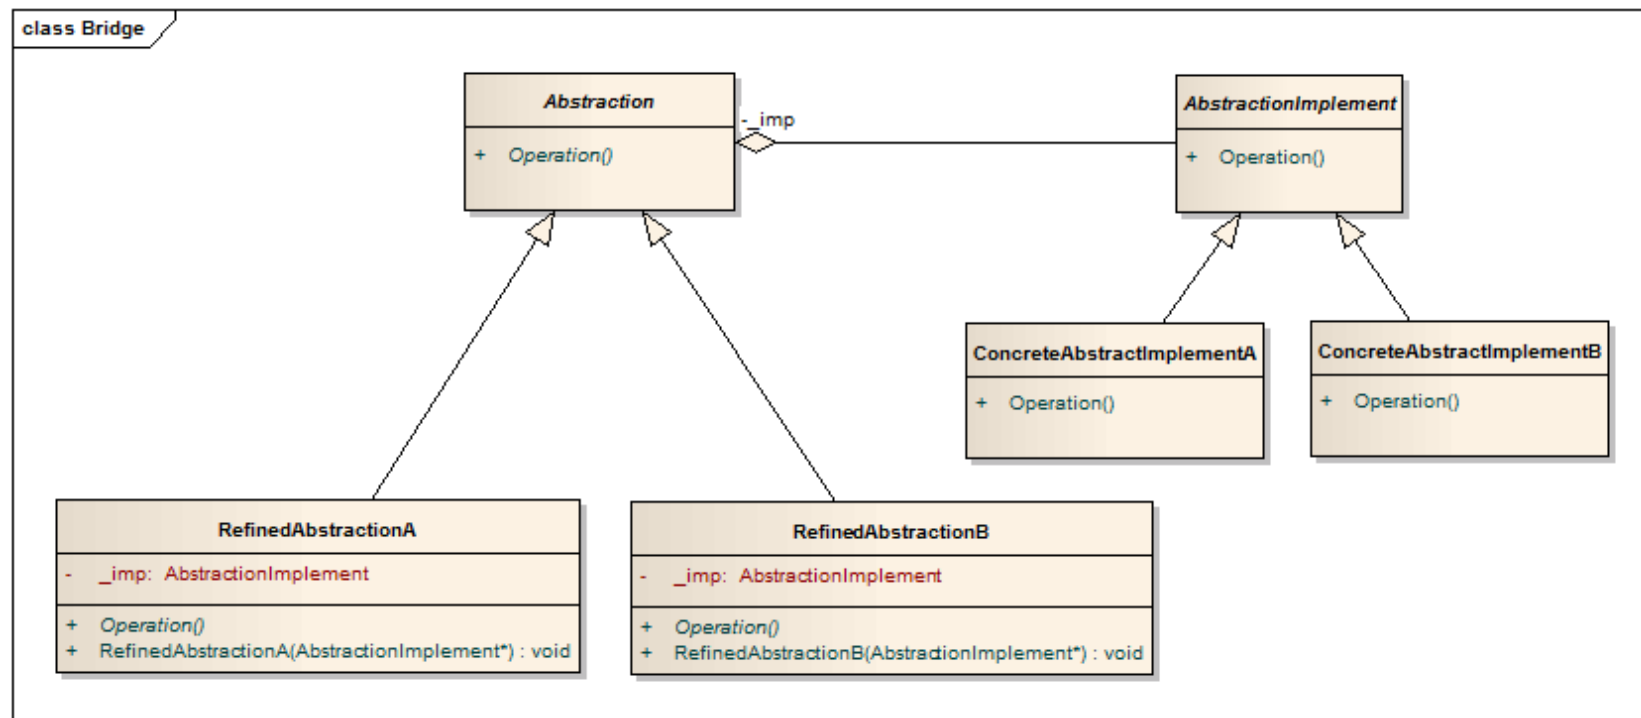 class Bridge
Abstraction
+ Operation()
-_imp
AbstractionImplement
+ Operation()
ConcreteAbstractImplementA
+ Operation()
ConcreteAbstractImplementB
+ Operation()
RefinedAbstractionA
- _imp: AbstractionImplement
+ Operation()
+ RefinedAbstractionA(AbstractionImplement*) : void
RefinedAbstractionB
- _imp: AbstractionImplement
+ Operation()
+ RefinedAbstractionB(AbstractionImplement*) : void